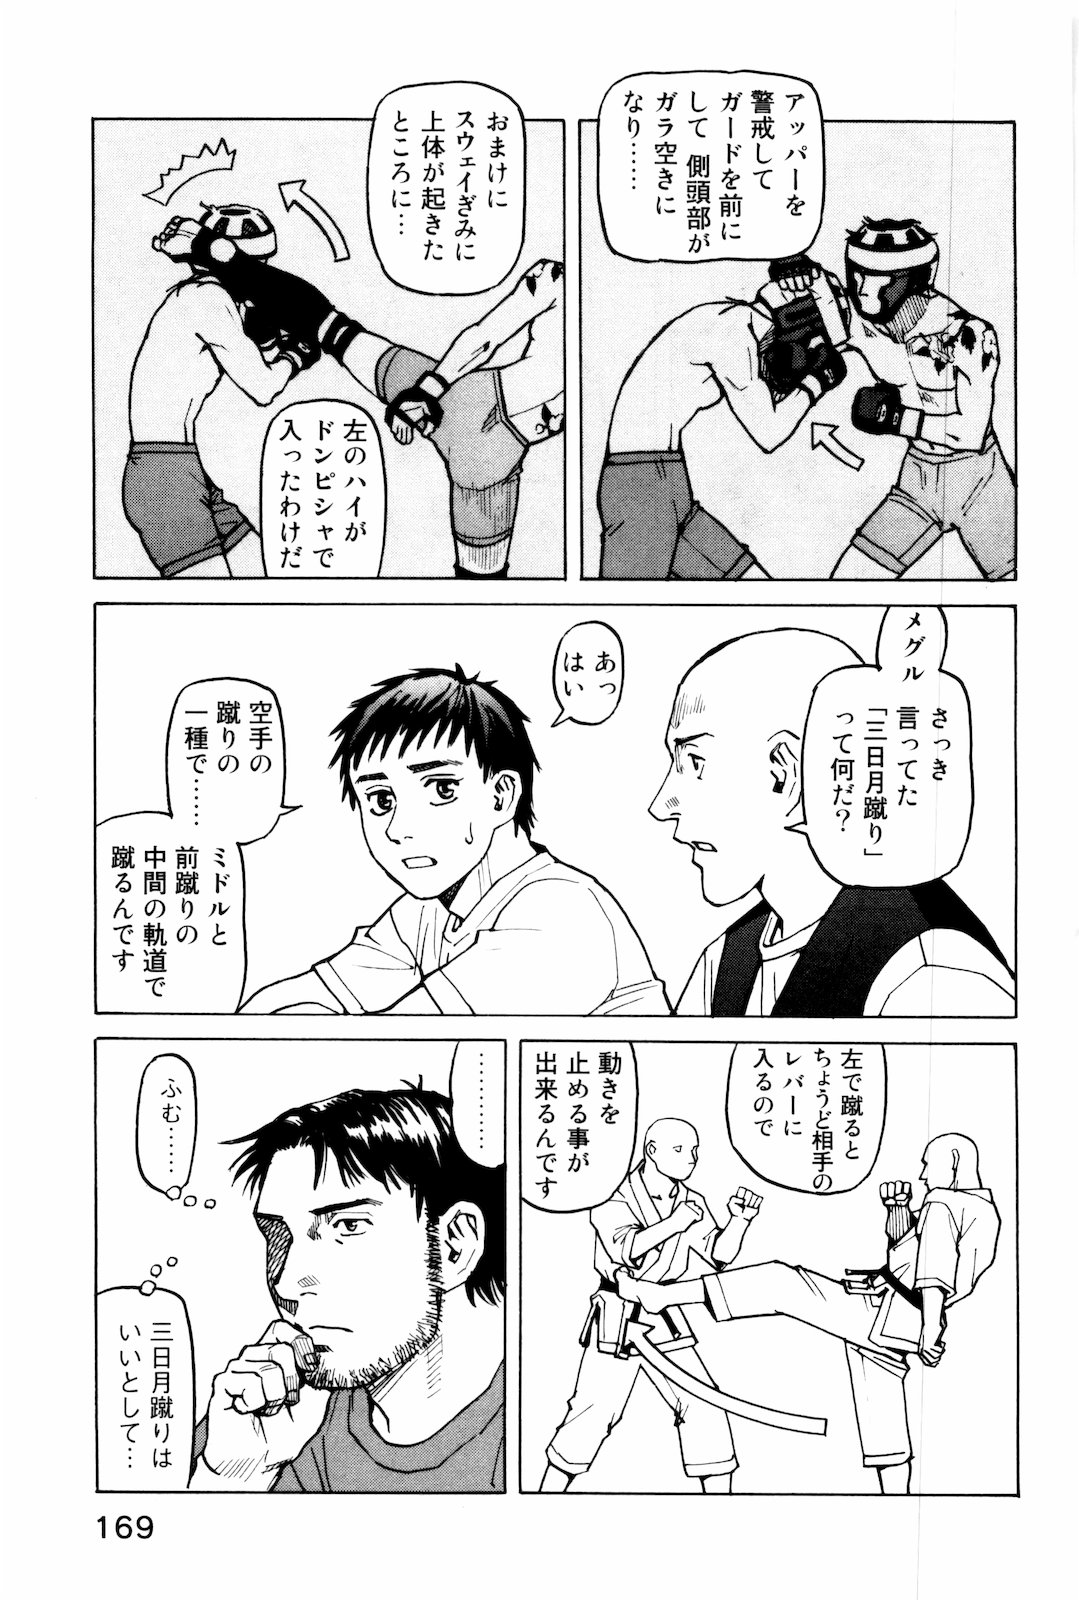 アッパーを
警戒して
ガードを前に
して 側頭部が
ガラ空きに
なり……
おまけに
スウェイぎみに
上体が起きた
ところに…
左のハイが
ドンピシャで
入ったわけだ
メグル
さっき
言ってた
「三日月蹴り」
って何だ?
あっ
はい
空手の
蹴りの
一種で……
ミドルと
前蹴りの
中間の軌道で
蹴るんです
左で蹴ると
ちょうど相手の
レバーに
入るので
動きを
止める事が
出来るんです
………
ふむ……
三日月蹴りは
いいとして…
169